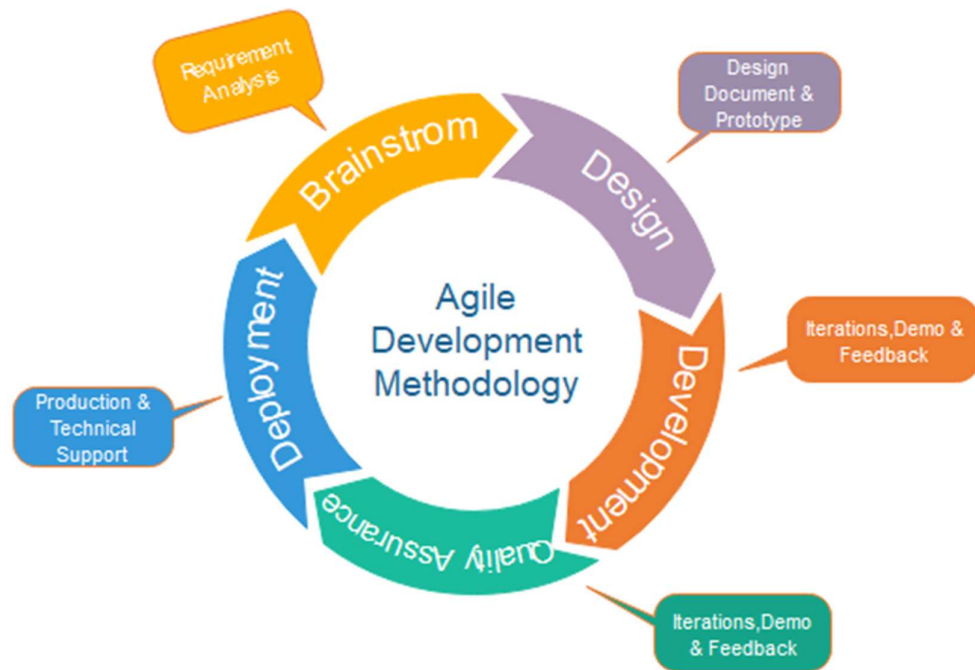 Requirement
Analysis
Brainstrom
Design
Document &
Prototype
Design
Agile
Development
Methodology
Iterations,Demo &
Feedback
Development
Deployment
Production &
Technical
Support
Quality Assurance
Iterations,Demo
& Feedback